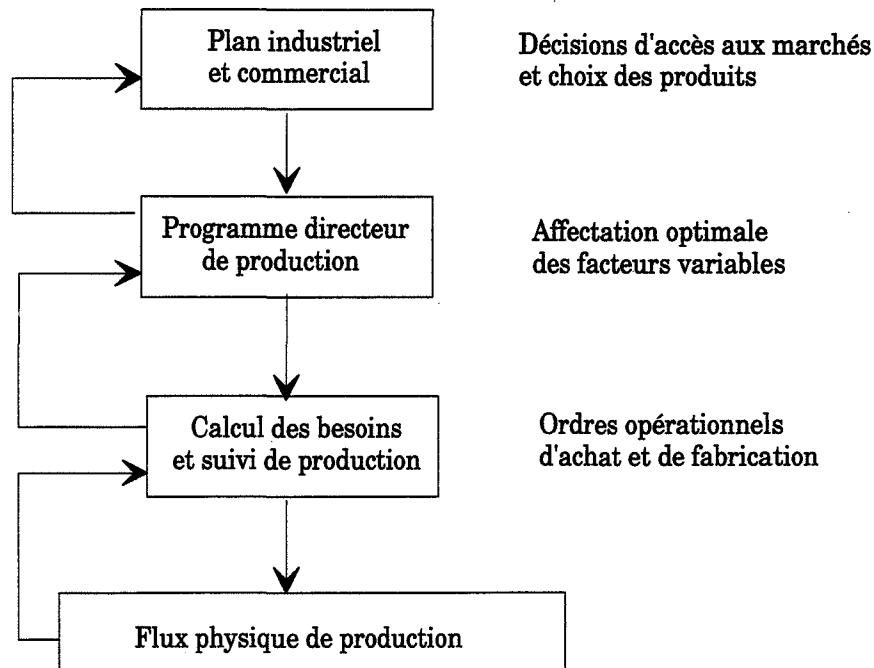 Plan industriel
et commercial
Décisions d'accès aux marchés
et choix des produits
Programme directeur
de production
Affectation optimale
des facteurs variables
Calcul des besoins
et suivi de production
Ordres opérationnels
d'achat et de fabrication
Flux physique de production